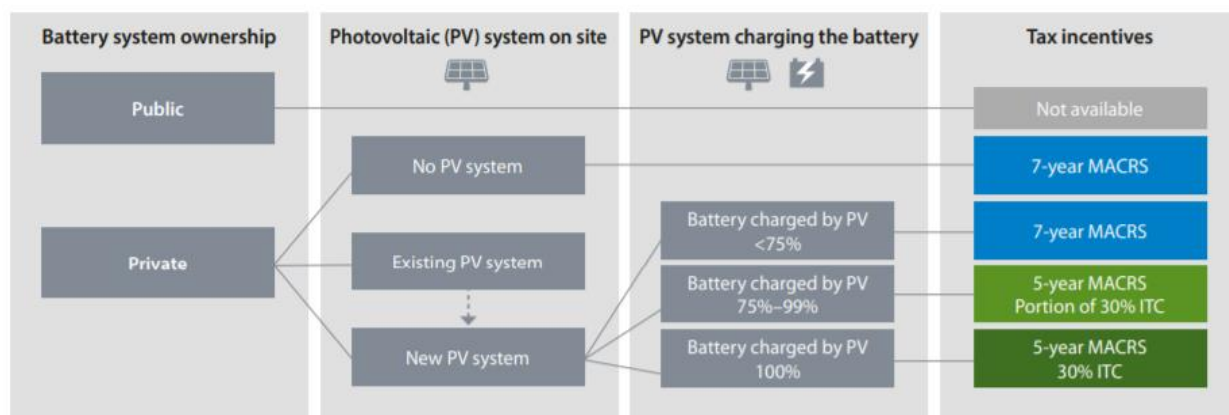 Battery system ownership
Photovoltaic (PV) system on site
PV system charging the battery
Tax incentives
Public
Not available
No PV system
7-year MACRS
Private
Existing PV system
New PV system
Battery charged by PV
<75%
7-year MACRS
Battery charged by PV
75%–99%
5-year MACRS
Portion of 30% ITC
Battery charged by PV
100%
5-year MACRS
30% ITC